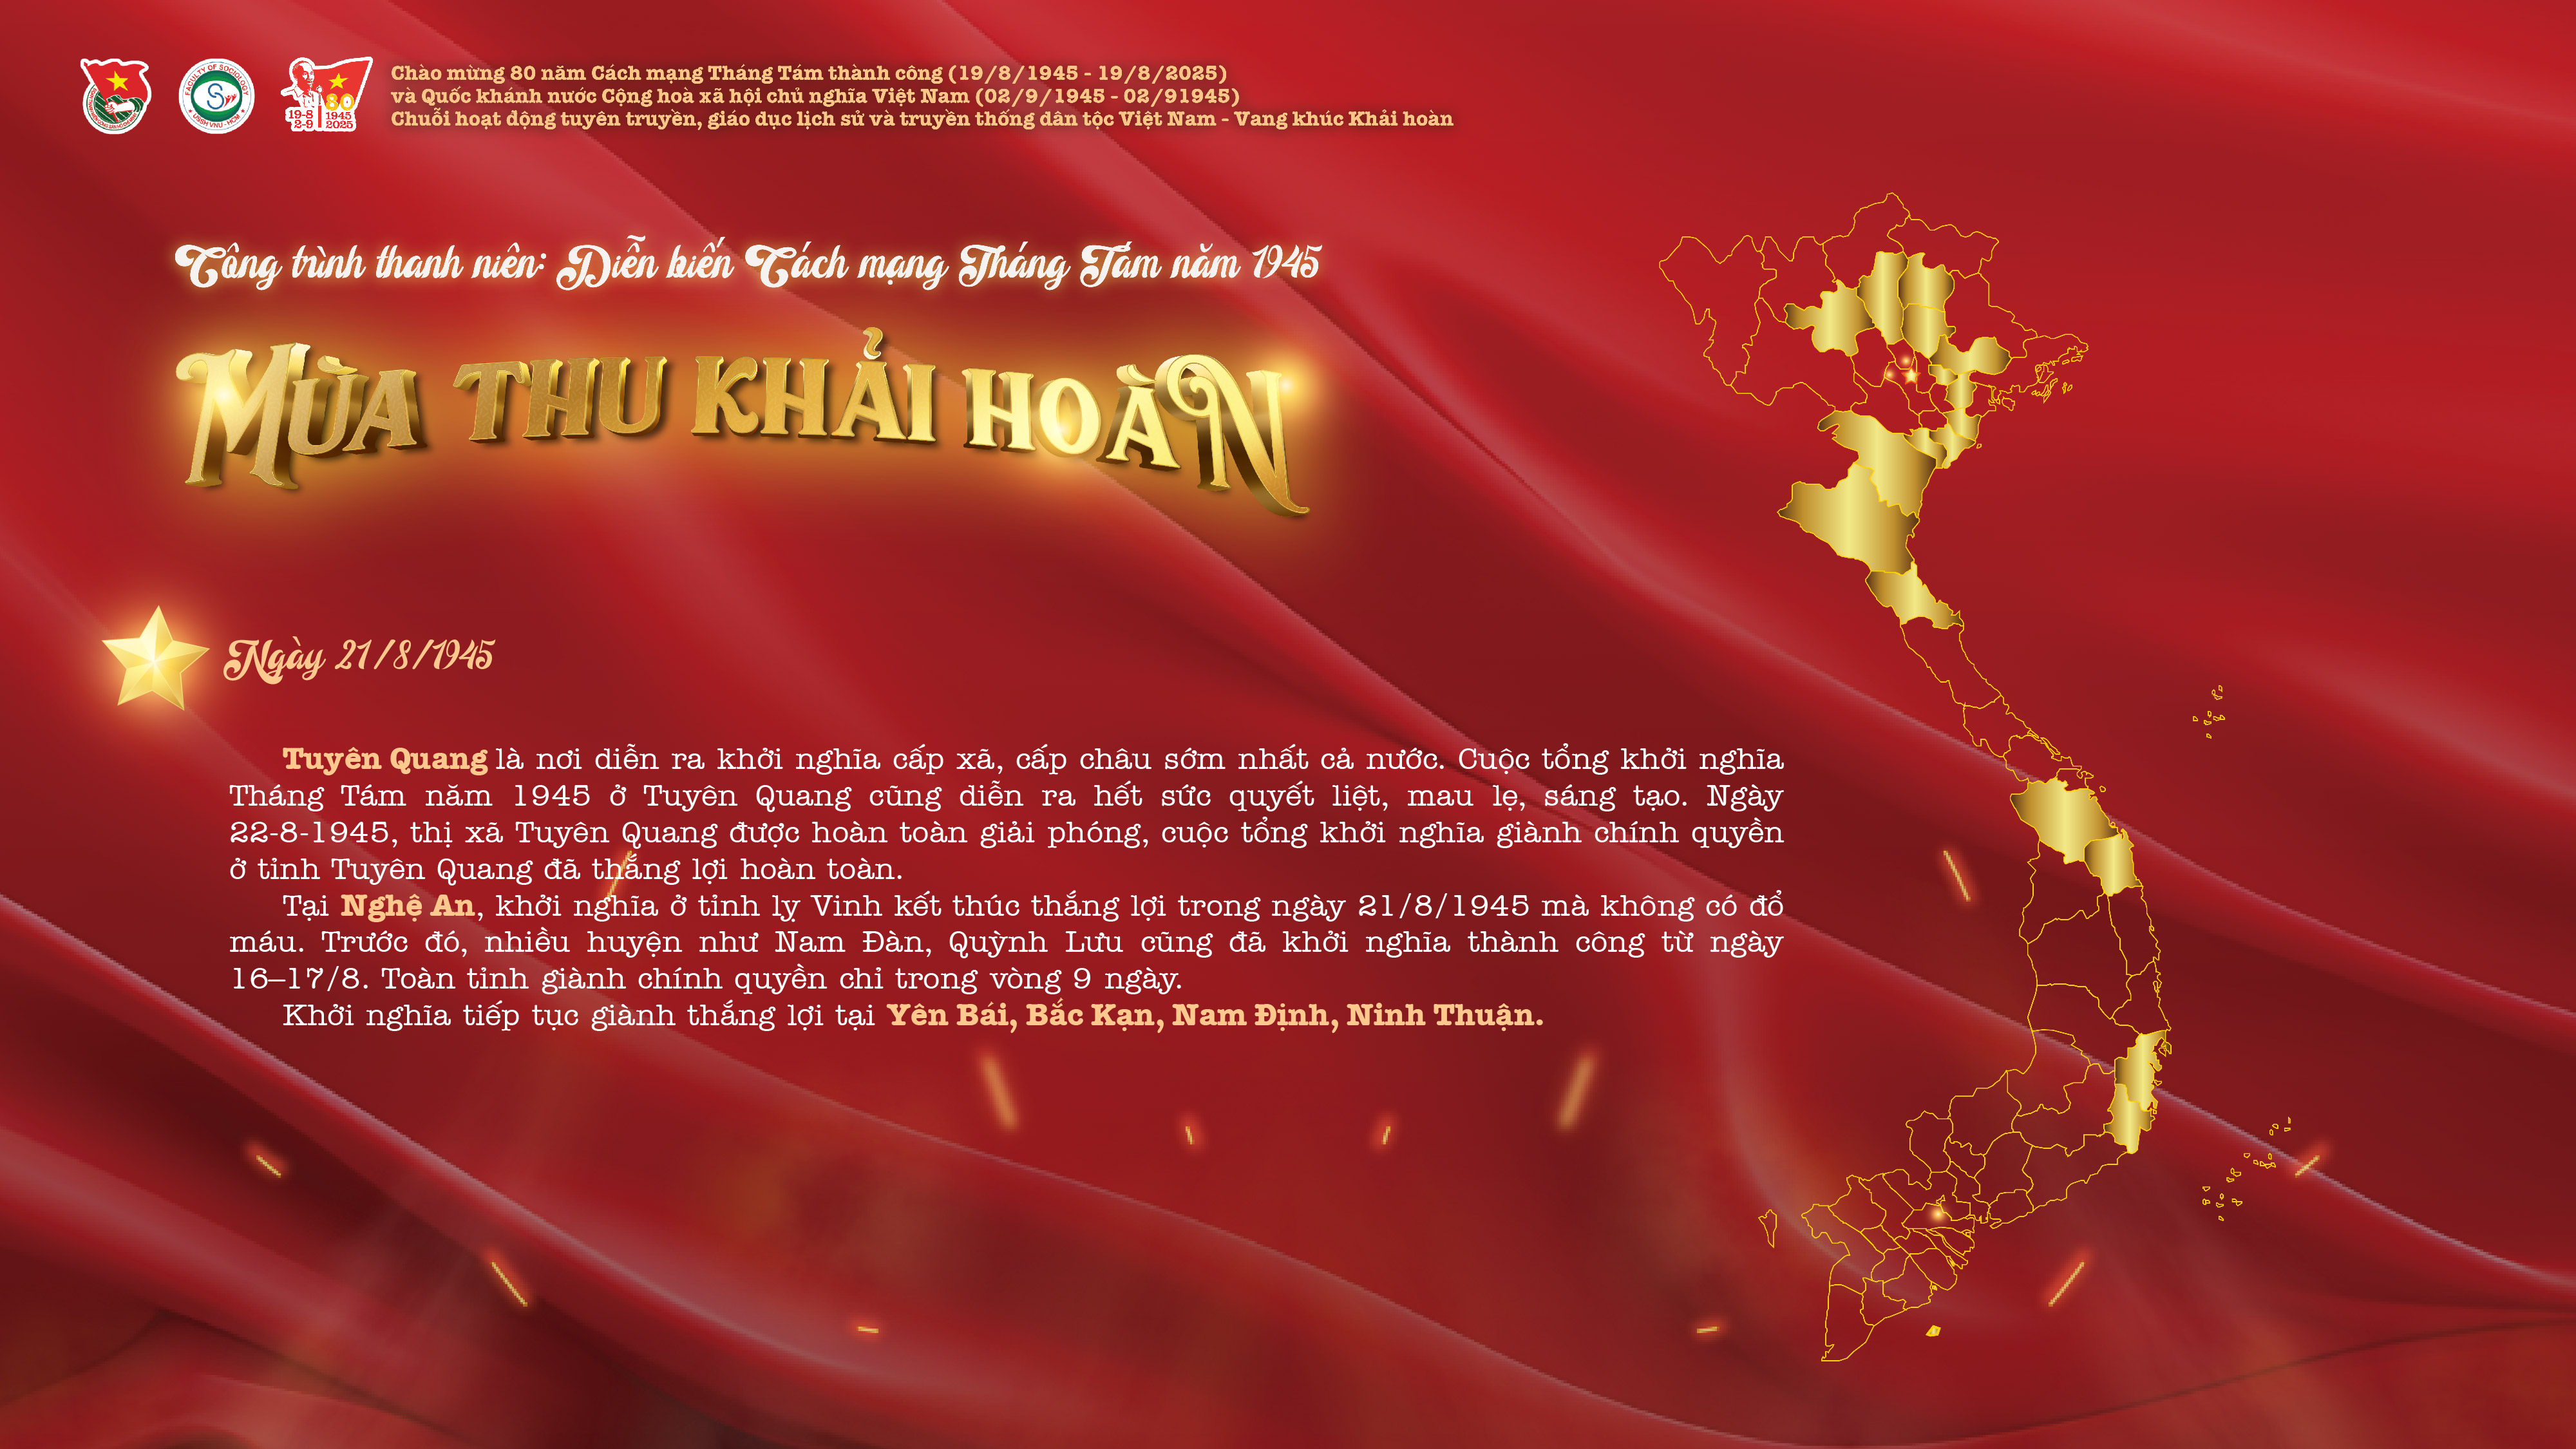 FACULTY OF SOCIOLOGY
USSH VNU - HCM
80
19-8
2-9
1945
2025
Chào mừng 80 năm Cách mạng Tháng Tám thành công (19/8/1945 - 19/8/2025)
và Quốc khánh nước Cộng hoà xã hội chủ nghĩa Việt Nam (02/9/1945 - 02/91945)
Chuỗi hoạt động tuyên truyền, giáo dục lịch sử và truyền thống dân tộc Việt Nam - Vang khúc Khải hoàn
Công trình thanh niên: Diễn biến Cách mạng Tháng Tám năm 1945
MÙA THU KHẢI HOÀN
Ngày 21/8/1945
Tuyên Quang là nơi diễn ra khởi nghĩa cấp xã, cấp châu sớm nhất cả nước. Cuộc tổng khởi nghĩa
Tháng Tám năm 1945 ở Tuyên Quang cũng diễn ra hết sức quyết liệt, mau lẹ, sáng tạo. Ngày
22-8-1945, thị xã Tuyên Quang được hoàn toàn giải phóng, cuộc tổng khởi nghĩa giành chính quyền
ở tỉnh Tuyên Quang đã thắng lợi hoàn toàn.
Tại Nghệ An, khởi nghĩa ở tỉnh lỵ Vinh kết thúc thắng lợi trong ngày 21/8/1945 mà không có đổ
máu. Trước đó, nhiều huyện như Nam Đàn, Quỳnh Lưu cũng đã khởi nghĩa thành công từ ngày
16–17/8. Toàn tỉnh giành chính quyền chỉ trong vòng 9 ngày.
Khởi nghĩa tiếp tục giành thắng lợi tại Yên Bái, Bắc Kạn, Nam Định, Ninh Thuận.